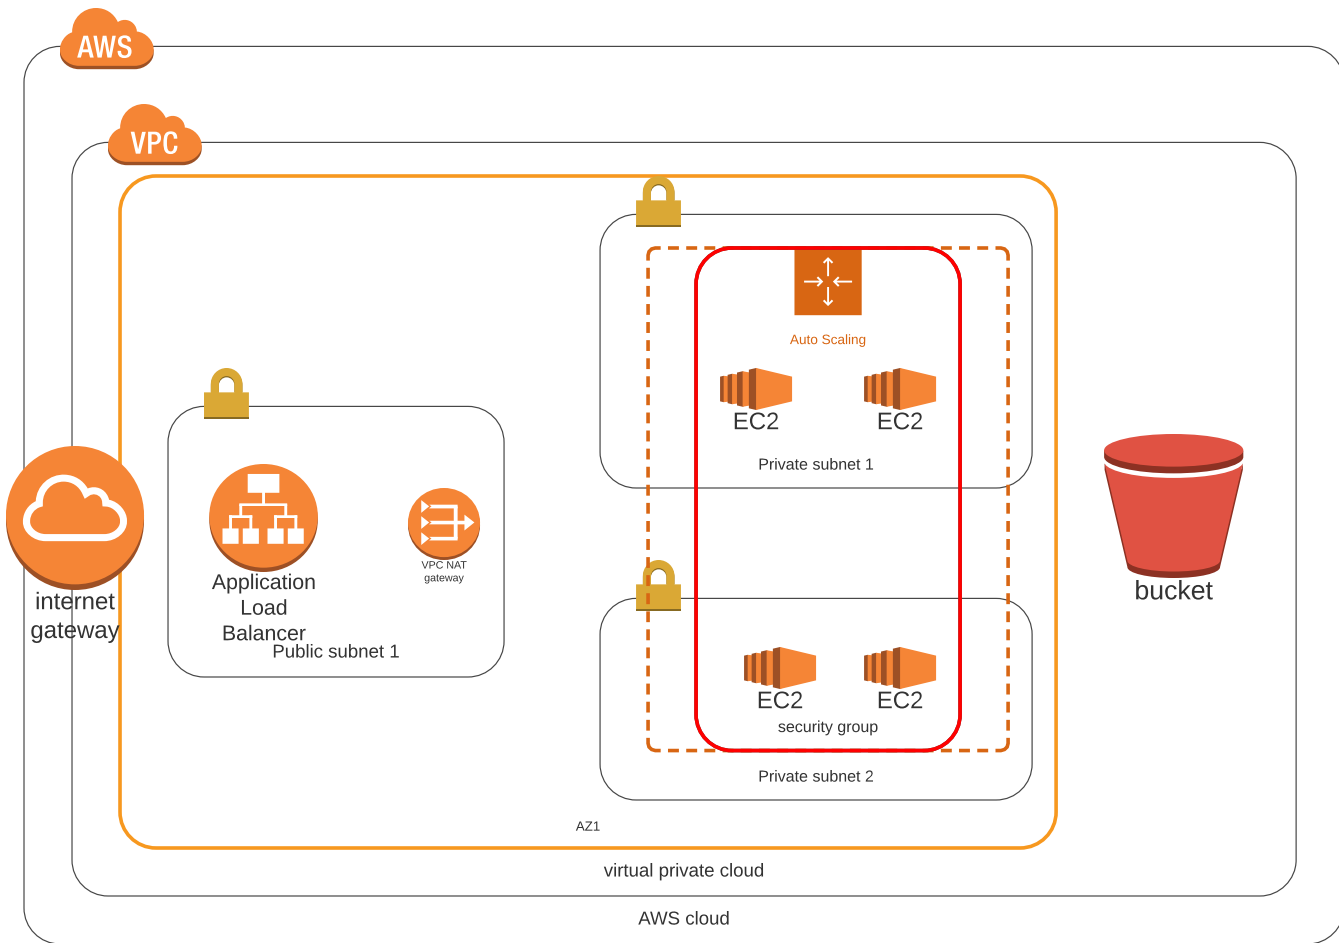 AWS
VPC
Auto Scaling
EC2
EC2
Private subnet 1
internet
gateway
Application
Load
Balancer
VPC NAT
gateway
Public subnet 1
bucket
EC2
EC2
security group
Private subnet 2
AZ1
virtual private cloud
AWS cloud